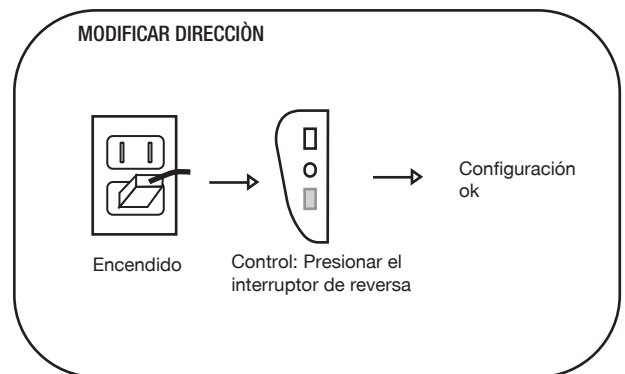 MODIFICAR DIRECCIÒN
Encendido
Control: Presionar el
interruptor de reversa
Configuración
ok